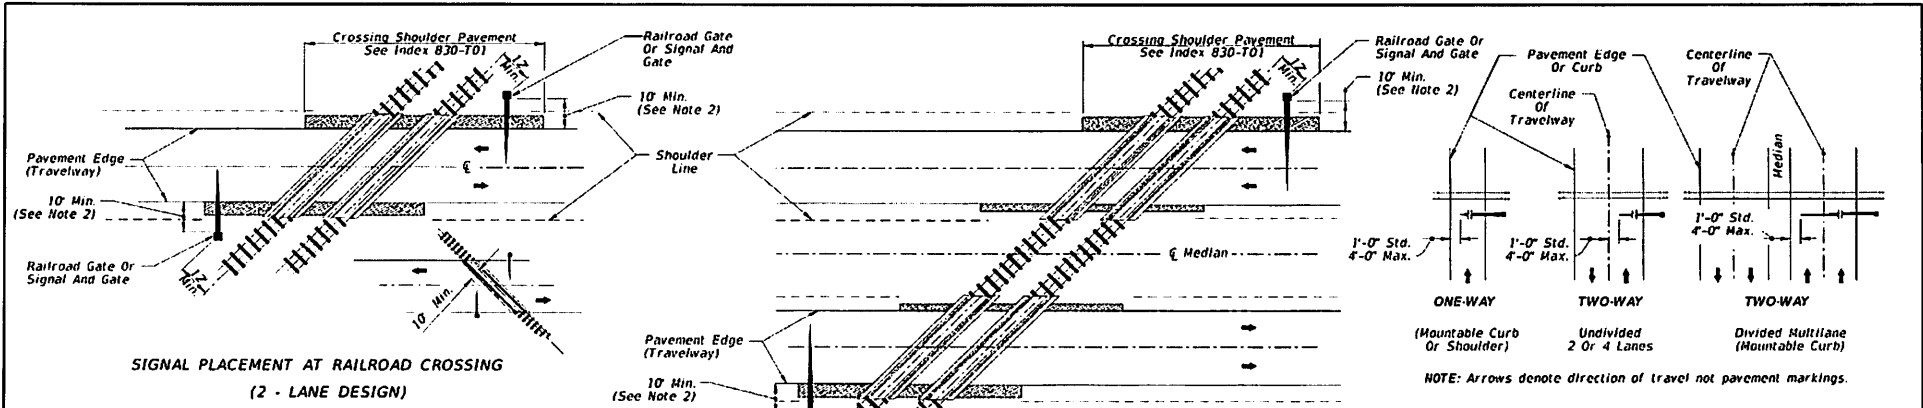 Crossing Shoulder Pavement
See Index 830-T01
Railroad Gate
Or Signal And
Gate
12'
Min.
10' Min.
(See Note 2)
Pavement Edge
(Travelway)
℄
Shoulder
Line
10' Min.
(See Note 2)
Railroad Gate Or
Signal And Gate
12'
Min.
10' Min.
SIGNAL PLACEMENT AT RAILROAD CROSSING
(2 - LANE DESIGN)
Crossing Shoulder Pavement
See Index 830-T01
Railroad Gate Or
Signal And Gate
12'
Min.
10' Min.
(See Note 2)
℄ Median
Pavement Edge
(Travelway)
10' Min.
(See Note 2)
Pavement Edge
Or Curb
Centerline
Of
Travelway
Centerline
Of
Travelway
Median
1'-0" Std.
4'-0" Max.
1'-0" Std.
4'-0" Max.
1'-0" Std.
4'-0" Max.
ONE-WAY
(Mountable Curb
Or Shoulder)
TWO-WAY
Undivided
2 Or 4 Lanes
TWO-WAY
Divided Multilane
(Mountable Curb)
NOTE: Arrows denote direction of travel not pavement markings.